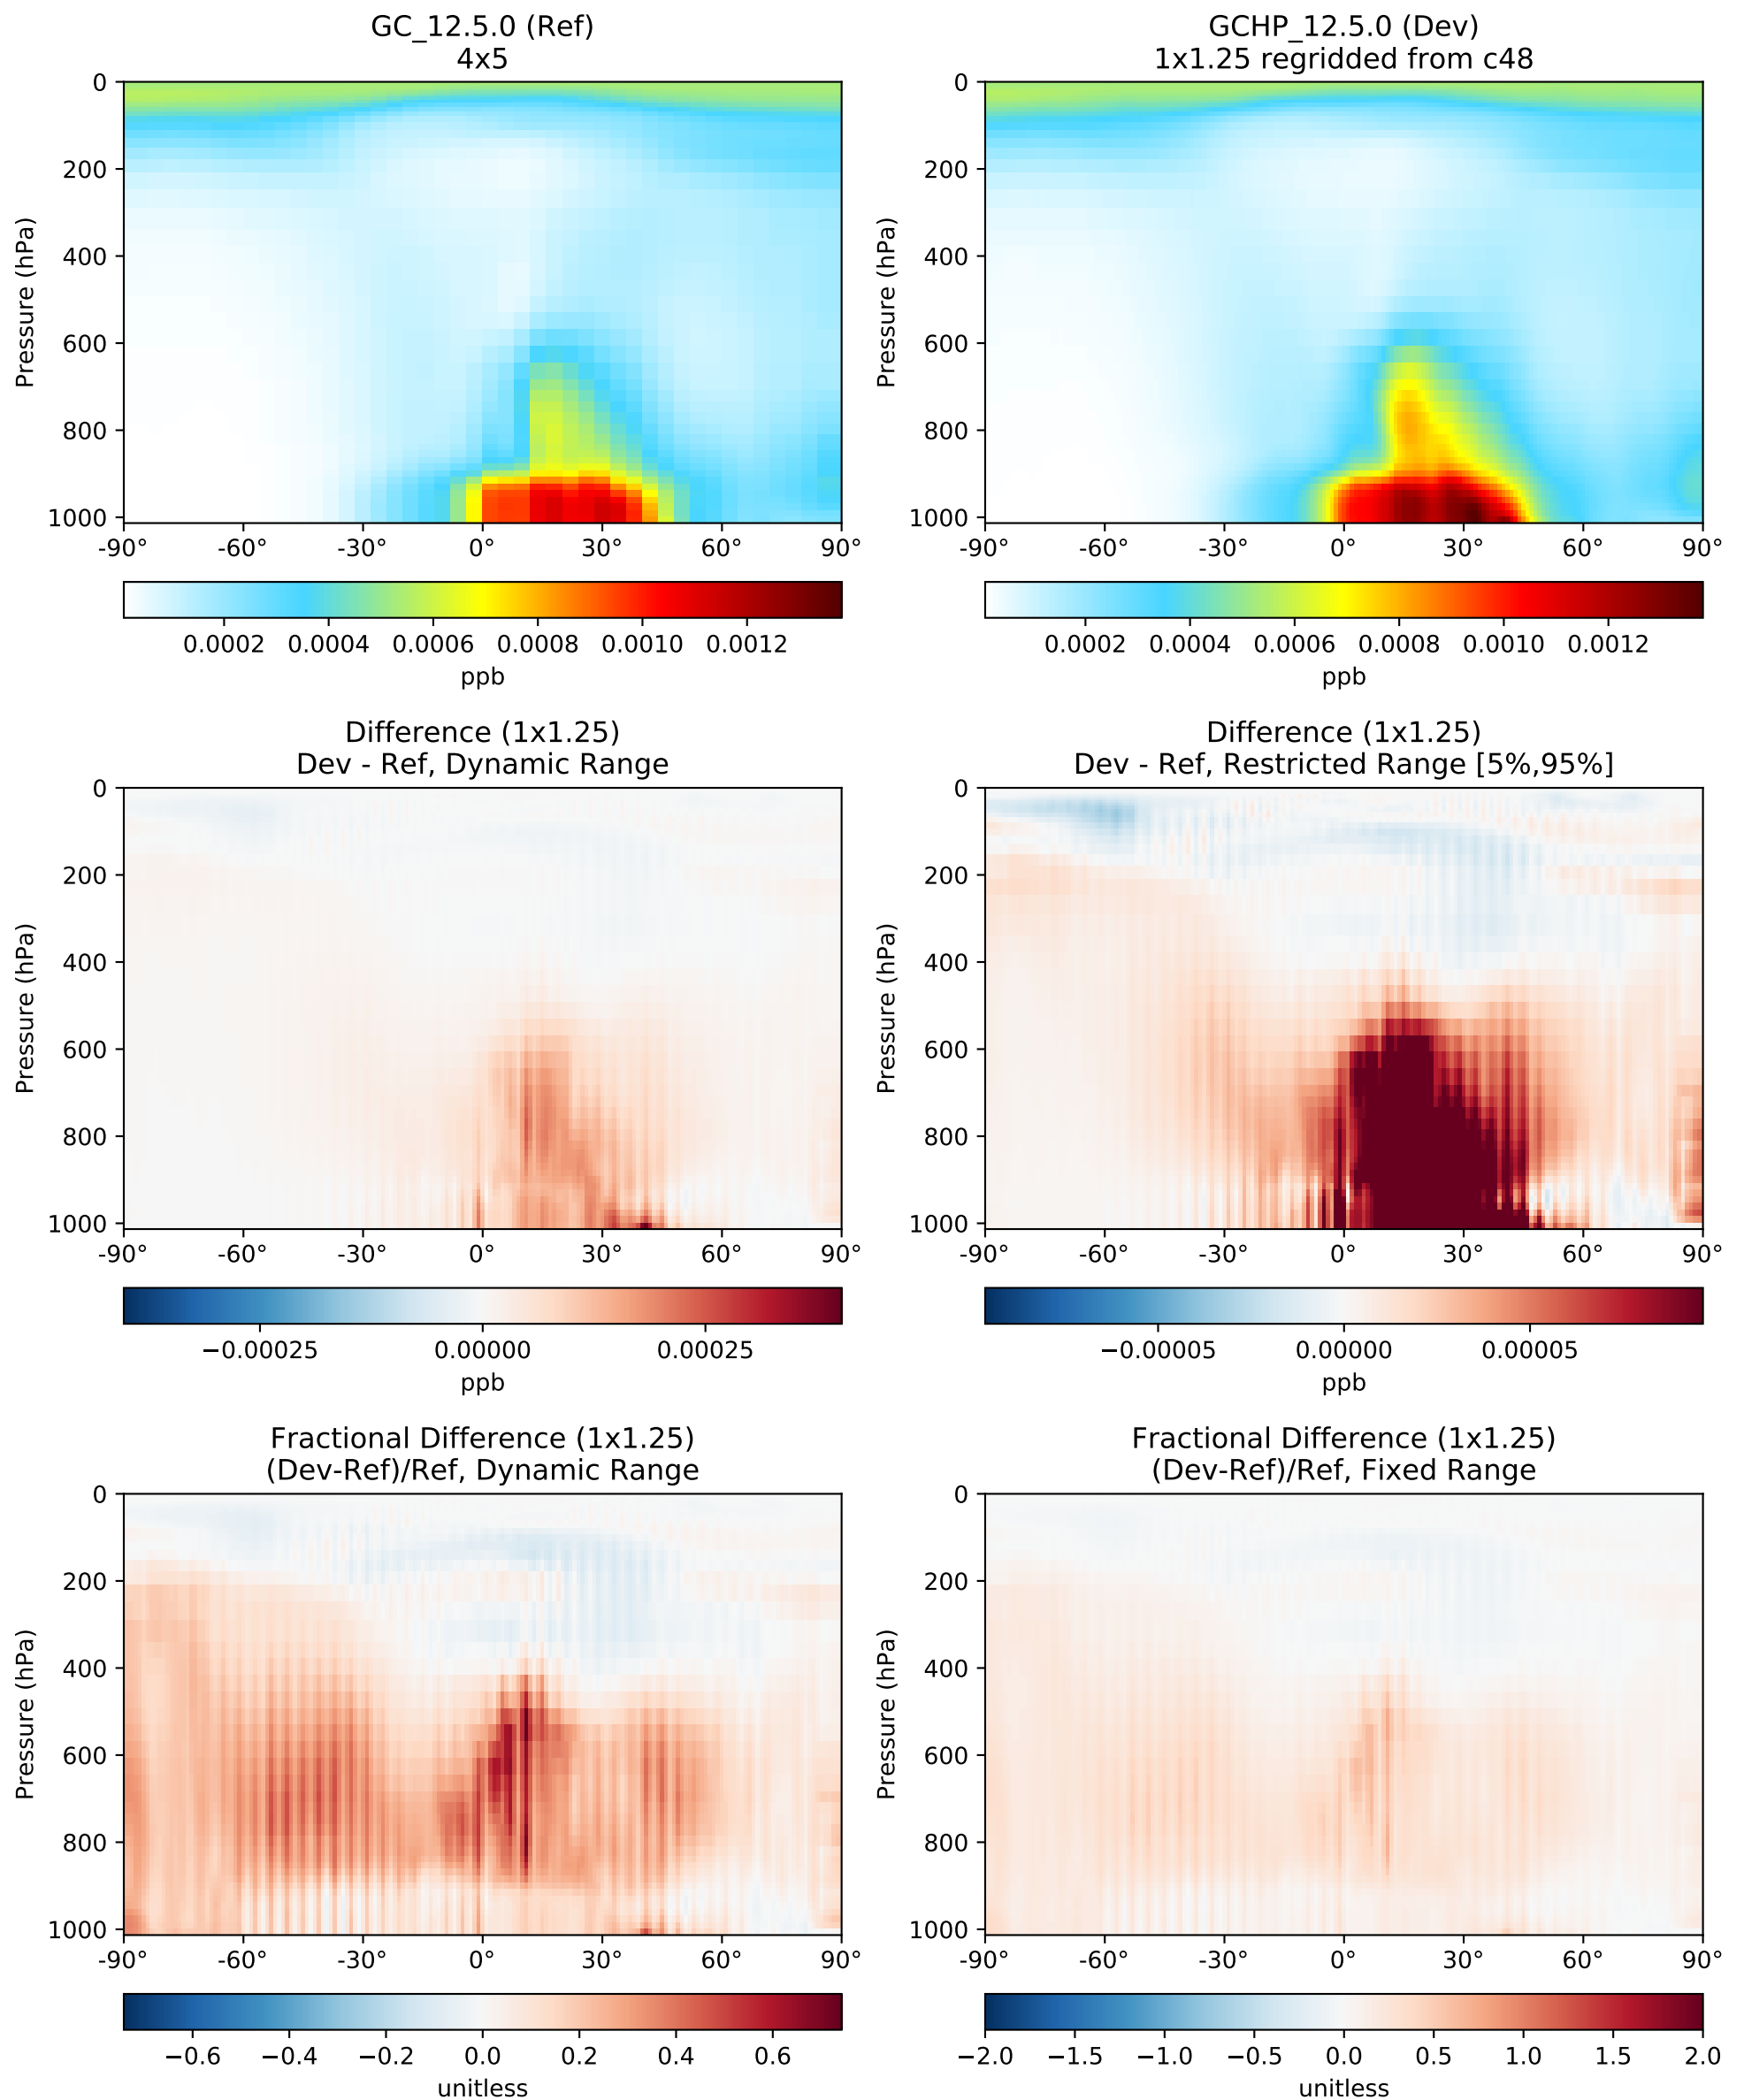 GC_12.5.0 (Ref)
4x5
GCHP_12.5.0 (Dev)
1x1.25 regridded from c48
Pressure (hPa)
0
200
400
600
800
1000
-90° -60° -30° 0° 30° 60° 90°
0.0002 0.0004 0.0006 0.0008 0.0010 0.0012
ppb
Pressure (hPa)
0
200
400
600
800
1000
-90° -60° -30° 0° 30° 60° 90°
0.0002 0.0004 0.0006 0.0008 0.0010 0.0012
ppb
Difference (1x1.25)
Dev - Ref, Dynamic Range
Difference (1x1.25)
Dev - Ref, Restricted Range [5%,95%]
Pressure (hPa)
0
200
400
600
800
1000
-90° -60° -30° 0° 30° 60° 90°
−0.00025 0.00000 0.00025
ppb
Pressure (hPa)
0
200
400
600
800
1000
-90° -60° -30° 0° 30° 60° 90°
−0.00005 0.00000 0.00005
ppb
Fractional Difference (1x1.25)
(Dev-Ref)/Ref, Dynamic Range
Fractional Difference (1x1.25)
(Dev-Ref)/Ref, Fixed Range
Pressure (hPa)
0
200
400
600
800
1000
-90° -60° -30° 0° 30° 60° 90°
−0.6 −0.4 −0.2 0.0 0.2 0.4 0.6
unitless
Pressure (hPa)
0
200
400
600
800
1000
-90° -60° -30° 0° 30° 60° 90°
−2.0 −1.5 −1.0 −0.5 0.0 0.5 1.0 1.5 2.0
unitless